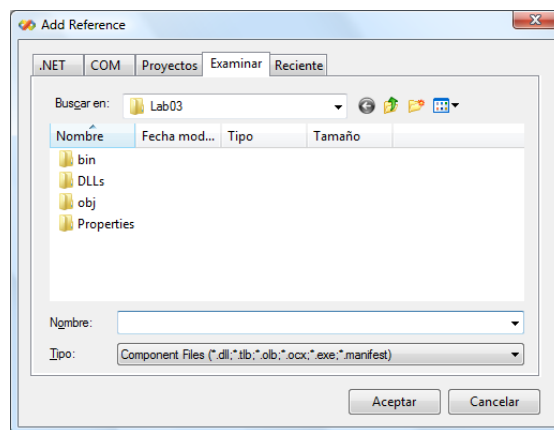 Add Reference
.NET COM Proyectos Examinar Reciente
Buscar en: Lab03
Nombre Fecha mod... Tipo Tamaño
bin
DLLs
obj
Properties
Nombre:
Tipo: Component Files (*.dll;*.tlb;*.olb;*.ocx;*.exe;*.manifest)
Aceptar Cancelar